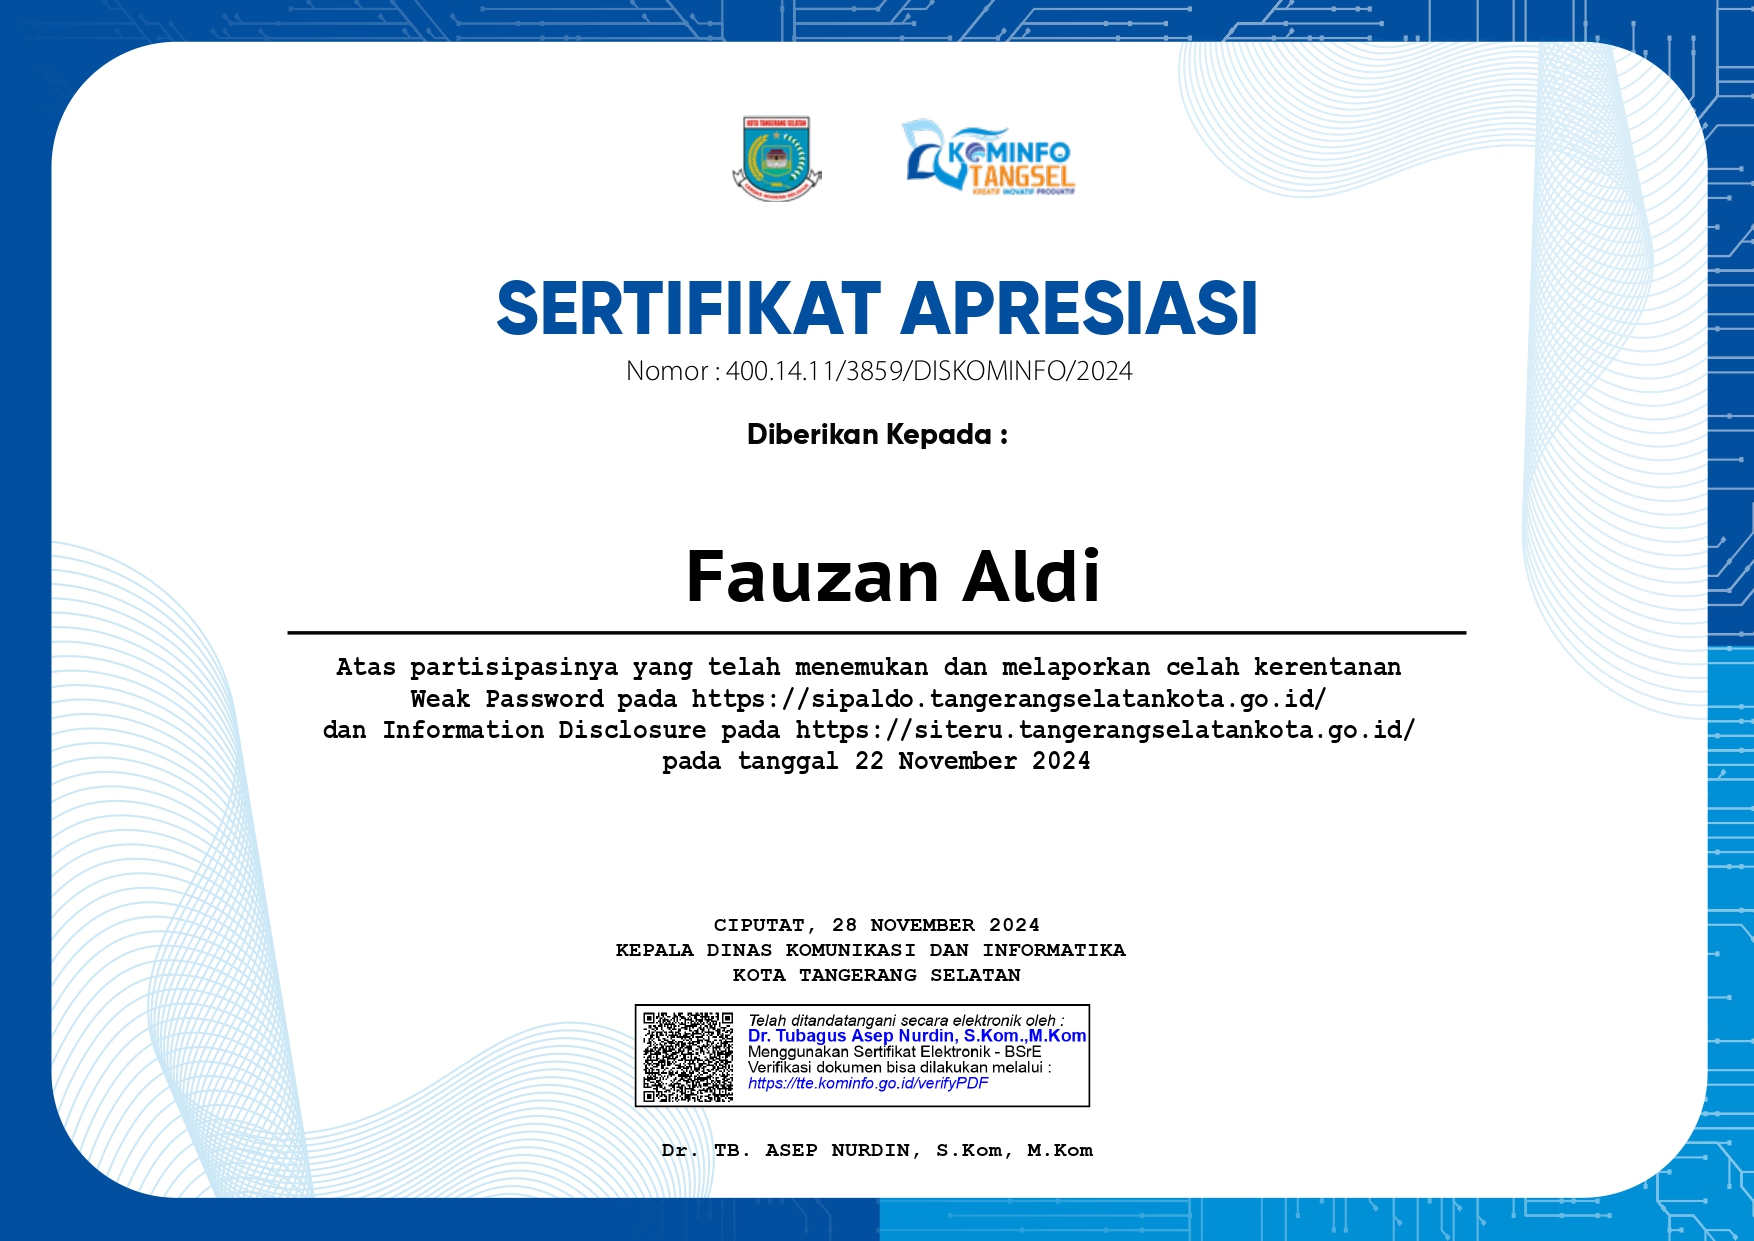 KOTA TANGERANG SELATAN
KOMINFO
TANGSEL
KREATIF INOVATIF PRODUKTIF
SERTIFIKAT APRESIASI
Nomor : 400.14.11/3859/DISKOMINFO/2024
Diberikan Kepada :
Fauzan Aldi
Atas partisipasinya yang telah menemukan dan melaporkan celah kerentanan
Weak Password pada https://sipaldo.tangerangselatankota.go.id/
dan Information Disclosure pada https://siteru.tangerangselatankota.go.id/
pada tanggal 22 November 2024
CIPUTAT, 28 NOVEMBER 2024
KEPALA DINAS KOMUNIKASI DAN INFORMATIKA
KOTA TANGERANG SELATAN
Telah ditandatangani secara elektronik oleh :
Dr. Tubagus Asep Nurdin, S.Kom.,M.Kom
Menggunakan Sertifikat Elektronik - BSrE
Verifikasi dokumen bisa dilakukan melalui :
https://tte.kominfo.go.id/verifyPDF
Dr. TB. ASEP NURDIN, S.Kom, M.Kom